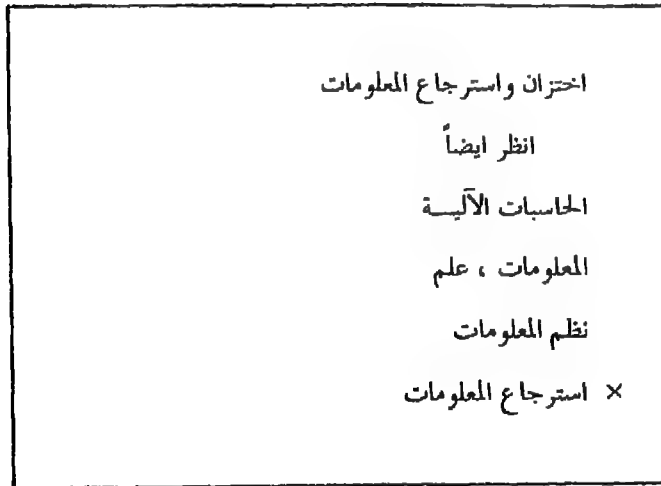 اختزان واسترجاع المعلومات
انظر ايضاً
الحاسبات الآليـــة
المعلومات ، علم
نظم المعلومات
× استرجاع المعلومات